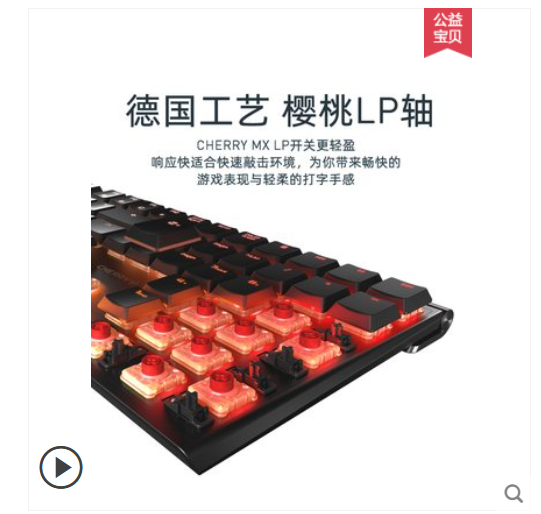 公益
宝贝
德国工艺 樱桃LP轴
CHERRY MX LP开关更轻盈
响应快适合快速敲击环境，为你带来畅快的
游戏表现与轻柔的打字手感
CHERRY